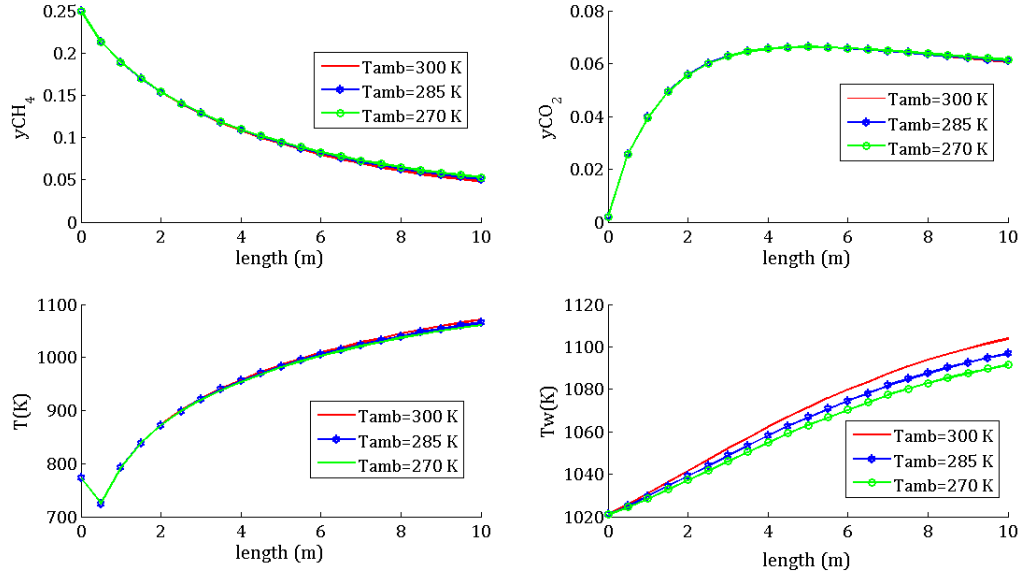 0.25
0.2
0.15
0.1
0.05
0
yCH4
0 2 4 6 8 10
length (m)
Tamb=300 K
Tamb=285 K
Tamb=270 K
0.08
0.06
0.04
0.02
0
yCO2
0 2 4 6 8 10
length (m)
Tamb=300 K
Tamb=285 K
Tamb=270 K
1100
1000
900
800
700
T(K)
0 2 4 6 8 10
length (m)
Tamb=300 K
Tamb=285 K
Tamb=270 K
1120
1100
1080
1060
1040
1020
Tw(K)
0 2 4 6 8 10
length (m)
Tamb=300 K
Tamb=285 K
Tamb=270 K